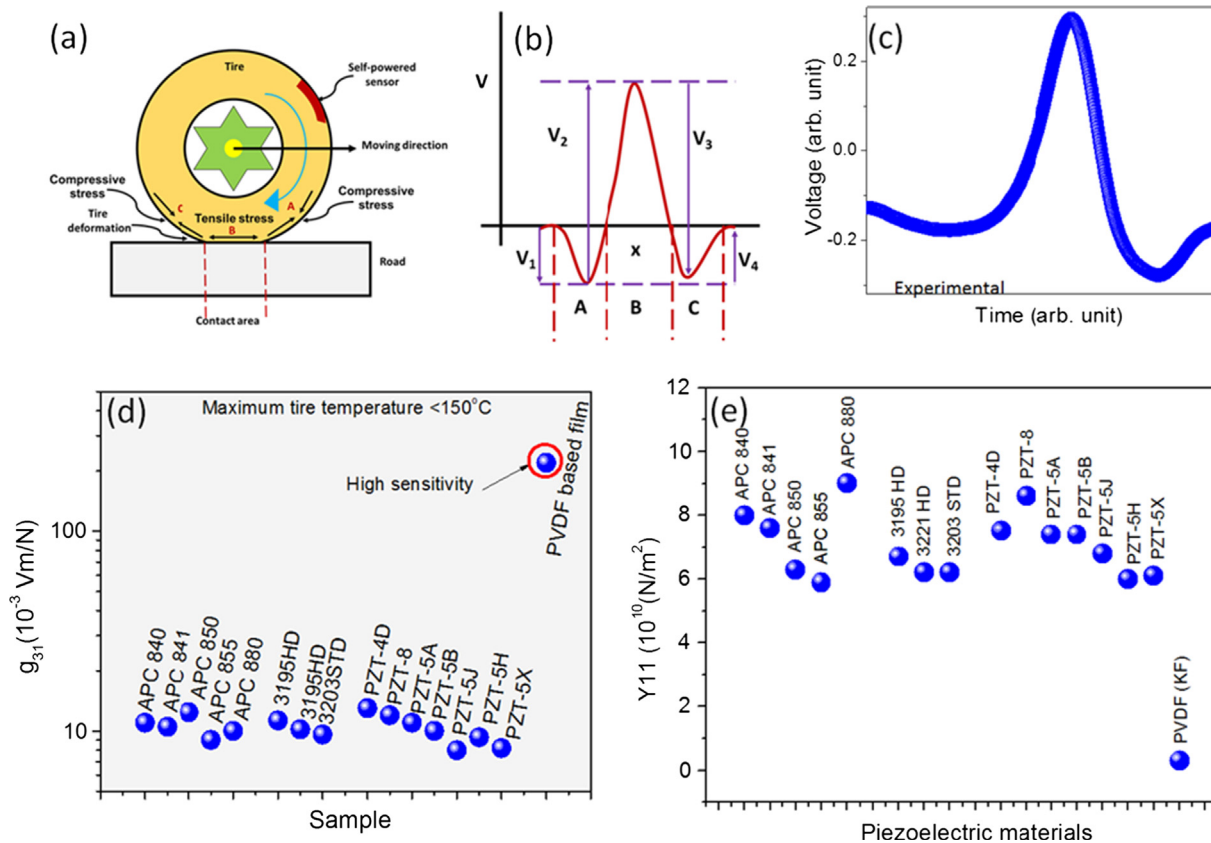 (a)
Tire
Self-powered
sensor
Moving direction
Compressive
stress
Compressive
stress
C
A
Tensile stress
B
Tire
deformation
Road
Contact area
(b)
V
V2
V3
V1
x
V4
A
B
C
(c)
Voltage (arb. unit)
0.2
0.0
-0.2
Experimental
Time (arb. unit)
(d)
Maximum tire temperature <150°C
High sensitivity
PVDF based film
g31(10-3 Vm/N)
100
10
APC 840
APC 841
APC 850
APC 855
APC 880
3195HD
3195HD
3203STD
PZT-4D
PZT-8
PZT-5A
PZT-5B
PZT-5J
PZT-5H
PZT-5X
Sample
(e)
Y11 (10^10(N/m2)
12
10
8
6
4
2
0
APC 840
APC 841
APC 850
APC 855
APC 880
3195 HD
3221 HD
3203 STD
PZT-4D
PZT-8
PZT-5A
PZT-5B
PZT-5J
PZT-5H
PZT-5X
PVDF (KF)
Piezoelectric materials